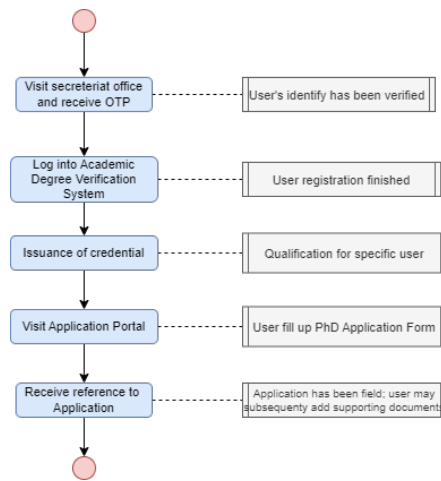 Visit secreteriat office
and receive OTP
User's identify has been verified
Log into Academic
Degree Verification
System
User registration finished
Issuance of credential
Qualification for specific user
Visit Application Portal
User fill up PhD Application Form
Receive reference to
Application
Application has been field; user may
subsequenty add supporting documents